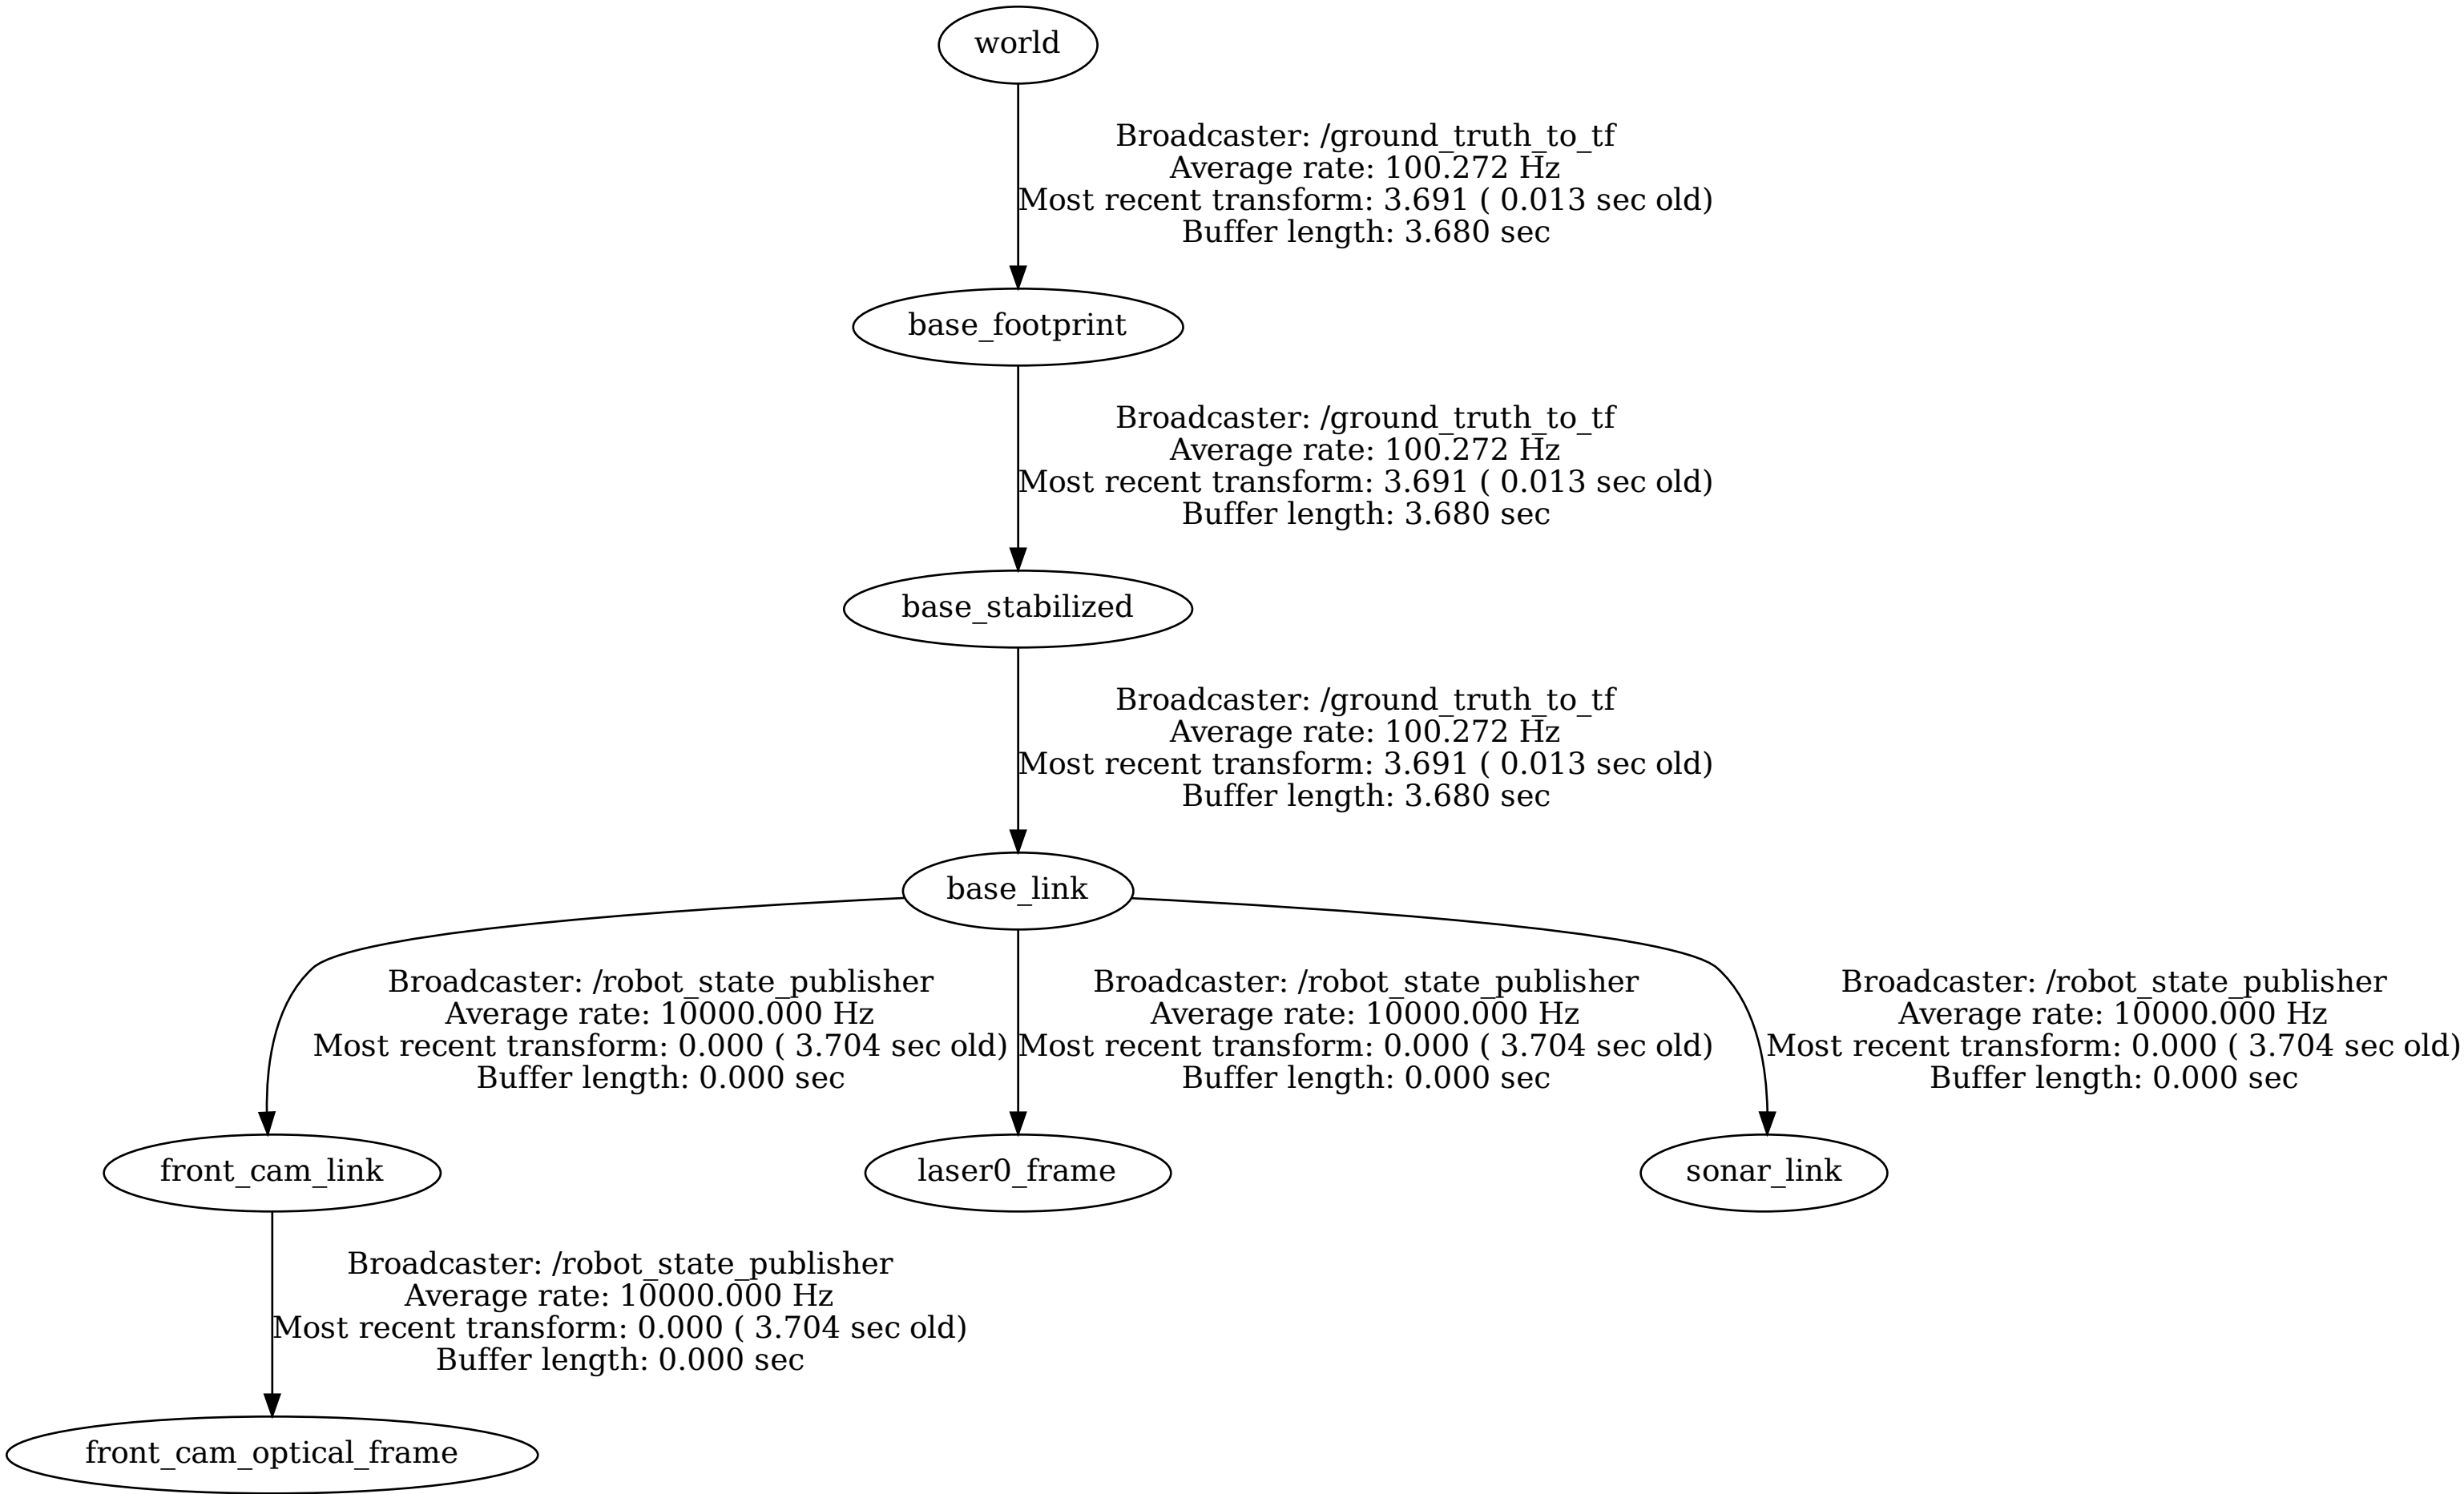 world
Broadcaster: /ground_truth_to_tf
Average rate: 100.272 Hz
Most recent transform: 3.691 ( 0.013 sec old)
Buffer length: 3.680 sec
base_footprint
Broadcaster: /ground_truth_to_tf
Average rate: 100.272 Hz
Most recent transform: 3.691 ( 0.013 sec old)
Buffer length: 3.680 sec
base_stabilized
Broadcaster: /ground_truth_to_tf
Average rate: 100.272 Hz
Most recent transform: 3.691 ( 0.013 sec old)
Buffer length: 3.680 sec
base_link
Broadcaster: /robot_state_publisher
Average rate: 10000.000 Hz
Most recent transform: 0.000 ( 3.704 sec old)
Buffer length: 0.000 sec
Broadcaster: /robot_state_publisher
Average rate: 10000.000 Hz
Most recent transform: 0.000 ( 3.704 sec old)
Buffer length: 0.000 sec
Broadcaster: /robot_state_publisher
Average rate: 10000.000 Hz
Most recent transform: 0.000 ( 3.704 sec old)
Buffer length: 0.000 sec
front_cam_link
laser0_frame
sonar_link
Broadcaster: /robot_state_publisher
Average rate: 10000.000 Hz
Most recent transform: 0.000 ( 3.704 sec old)
Buffer length: 0.000 sec
front_cam_optical_frame